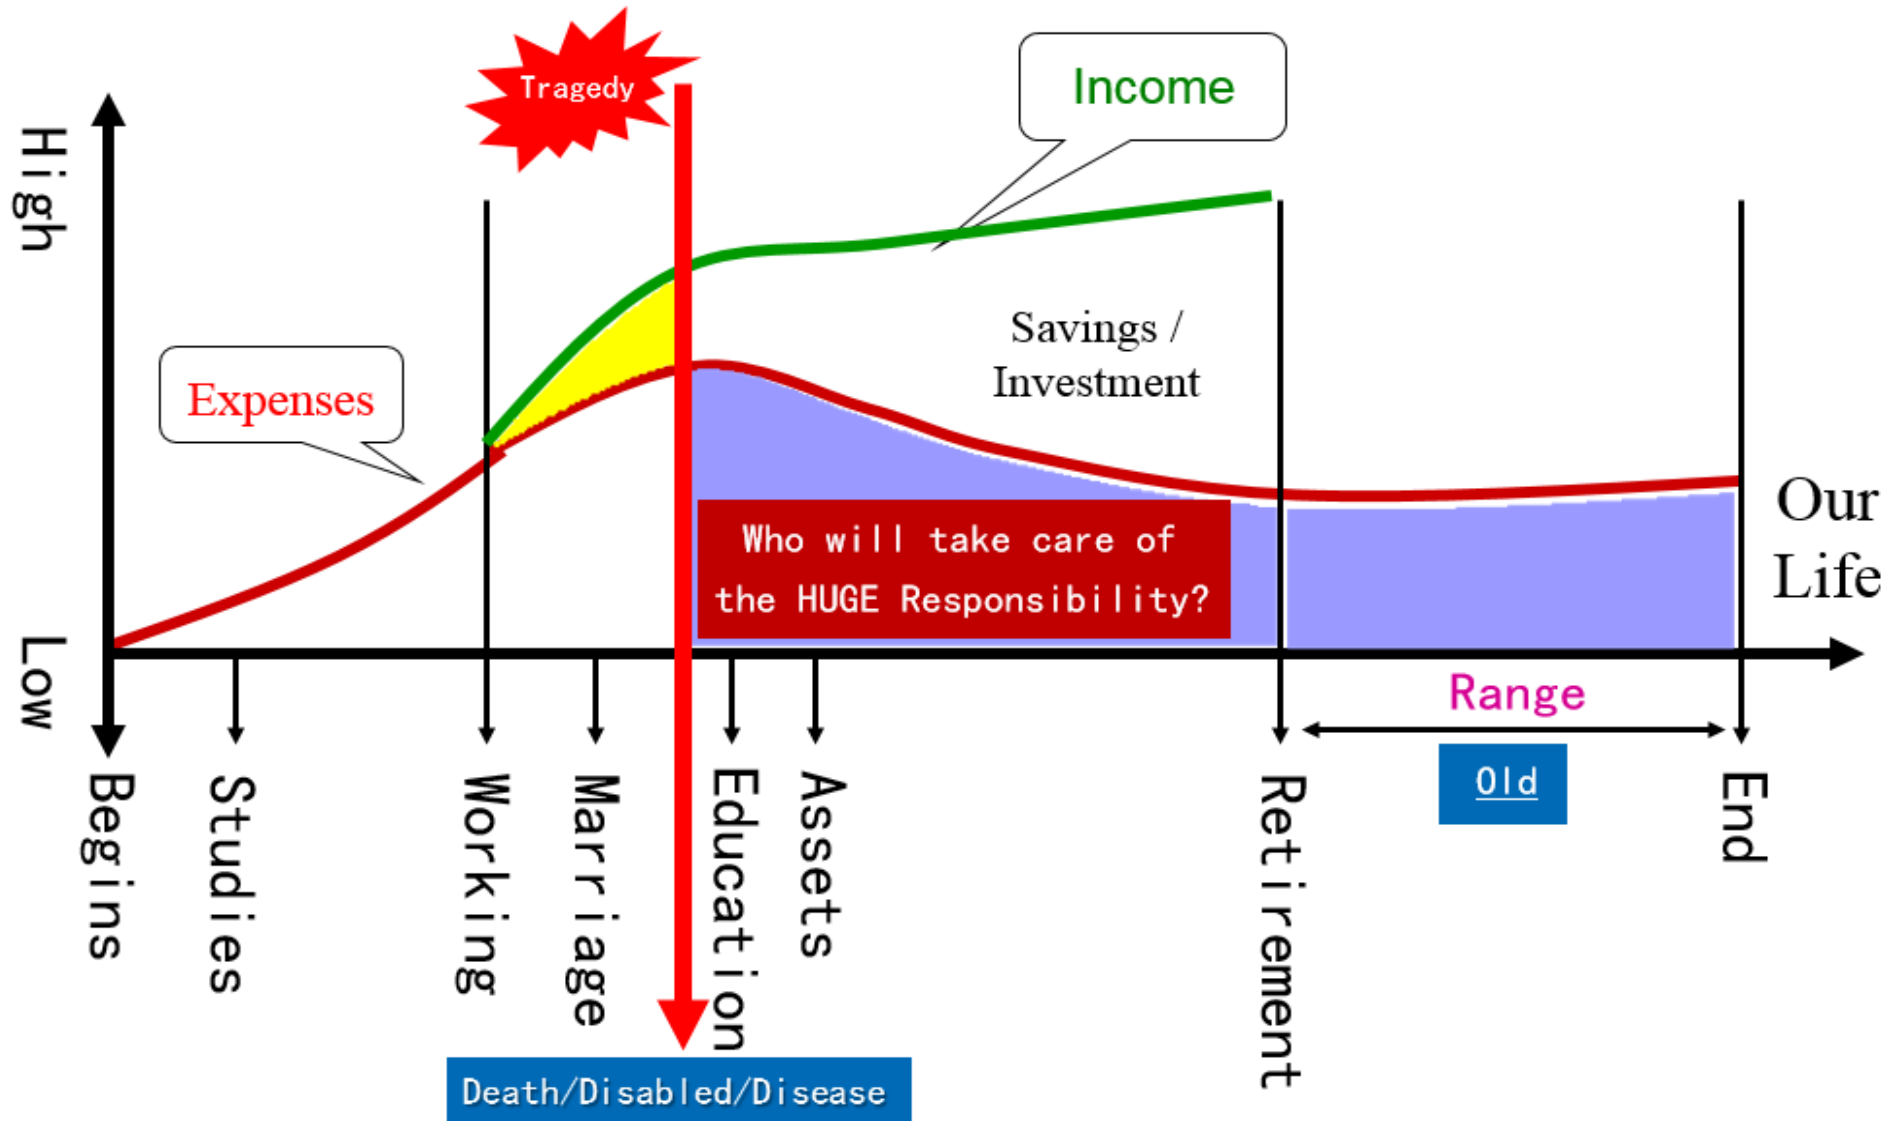 Tragedy
Income
High
Savings /
Investment
Expenses
Our
Life
Who will take care of
the HUGE Responsibility?
Low
Range
Old
Begins
Studies
Working
Marriage
Education
Assets
Retirement
End
Death/Disabled/Disease